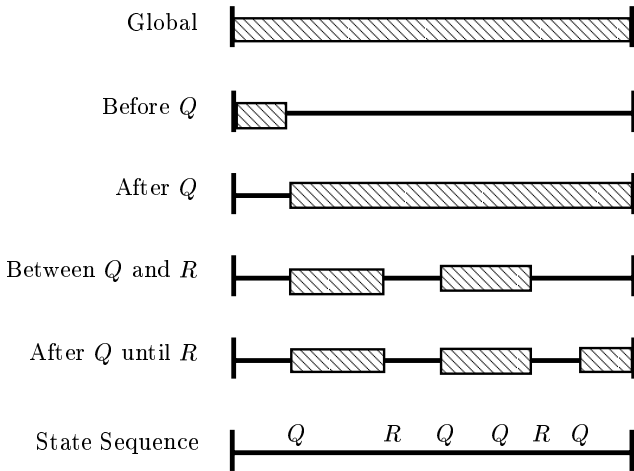 Global
Before Q
After Q
Between Q and R
After Q until R
State Sequence Q R Q Q R Q